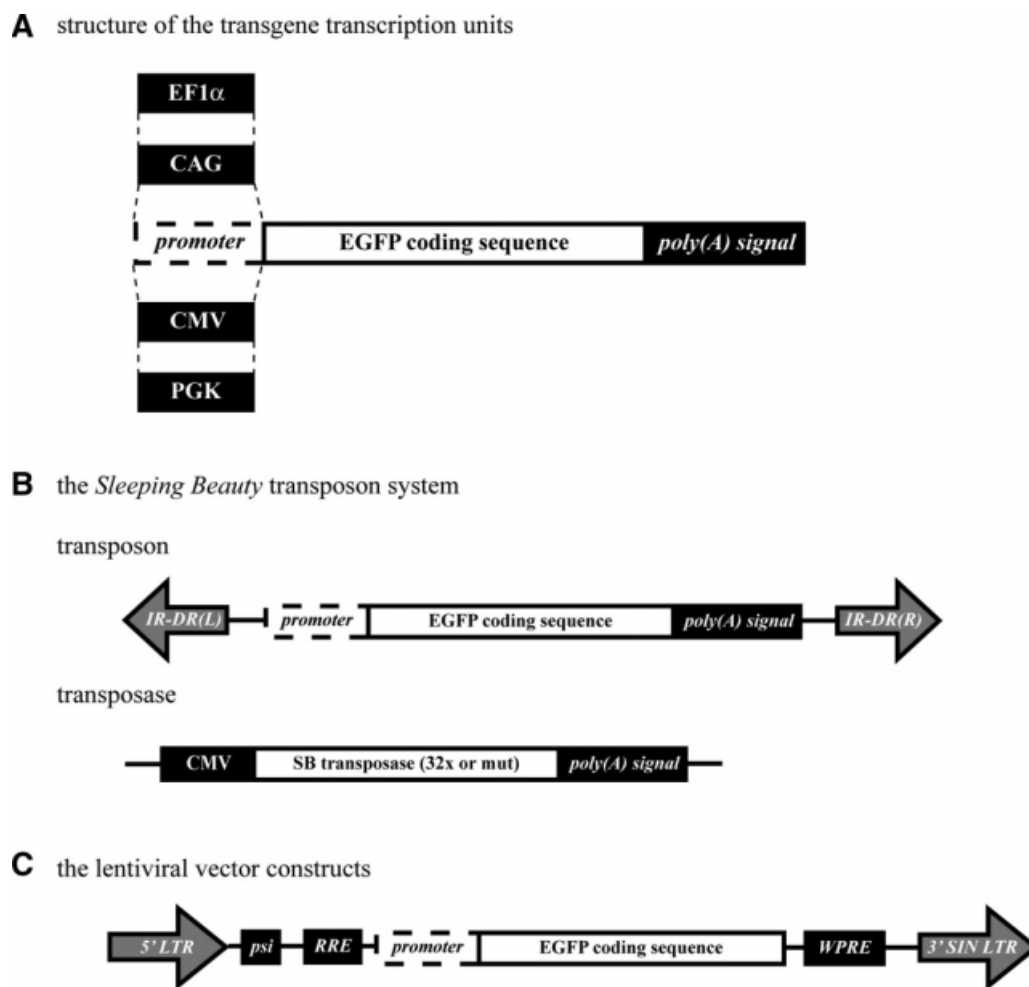 A structure of the transgene transcription units
EF1α
CAG
promoter EGFP coding sequence poly(A) signal
CMV
PGK
B the Sleeping Beauty transposon system
transposon
IR-DR(L) promoter EGFP coding sequence poly(A) signal IR-DR(R)
transposase
CMV SB transposase (32x or mut) poly(A) signal
C the lentiviral vector constructs
5' LTR psi RRE promoter EGFP coding sequence WPRE 3' SIN LTR